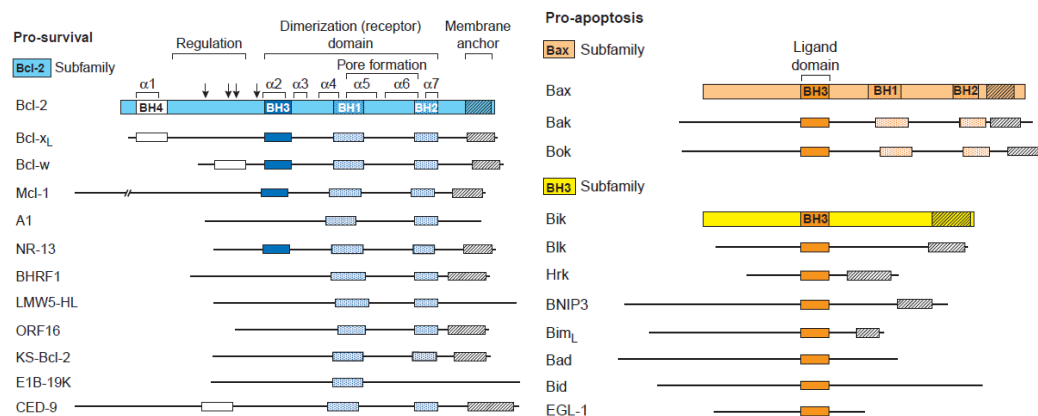 Pro-survival
Bcl-2 Subfamily
Regulation
Dimerization (receptor)
domain
Membrane
anchor
Pore formation
α1 α2 α3 α4 α5 α6 α7
Bcl-2 BH4 BH3 BH1 BH2
Bcl-xL
Bcl-w
Mcl-1
A1
NR-13
BHRF1
LMW5-HL
ORF16
KS-Bcl-2
E1B-19K
CED-9
Pro-apoptosis
Bax Subfamily
Ligand
domain
Bax BH3 BH1 BH2
Bak
Bok
BH3 Subfamily
Bik BH3
Blk
Hrk
BNIP3
BimL
Bad
Bid
EGL-1